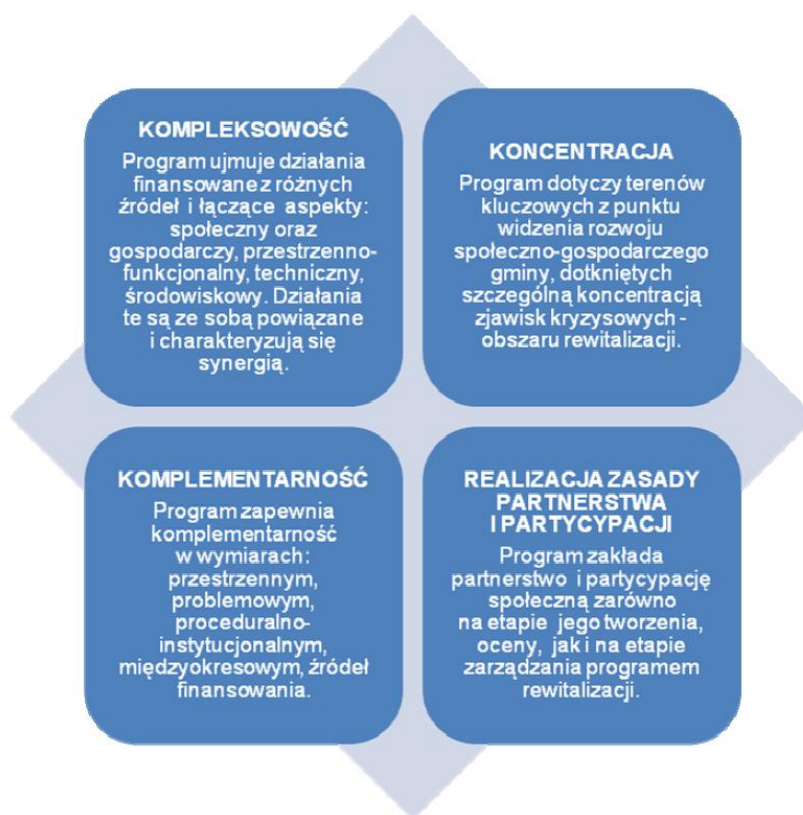 KOMPLEKSOWOŚĆ
Program ujmuje działania
finansowane z różnych
źródeł i łączące aspekty:
społeczny oraz
gospodarczy, przestrzenno-
funkcjonalny, techniczny,
środowiskowy. Działania
te są ze sobą powiązane
i charakteryzują się
synergią.
KONCENTRACJA
Program dotyczy terenów
kluczowych z punktu
widzenia rozwoju
społeczno-gospodarczego
gminy, dotkniętych
szczególną koncentracją
zjawisk kryzysowych -
obszaru rewitalizacji.
KOMPLEMENTARNOŚĆ
Program zapewnia
komplementarność
w wymiarach:
przestrzennym,
problemowym,
proceduralno-
instytucjonalnym,
międzyokresowym, źródeł
finansowania.
REALIZACJA ZASADY
PARTNERSTWA
I PARTYCYPACJI
Program zakłada
partnerstwo i partycypację
społeczną zarówno
na etapie jego tworzenia,
oceny, jak i na etapie
zarządzania programem
rewitalizacji.